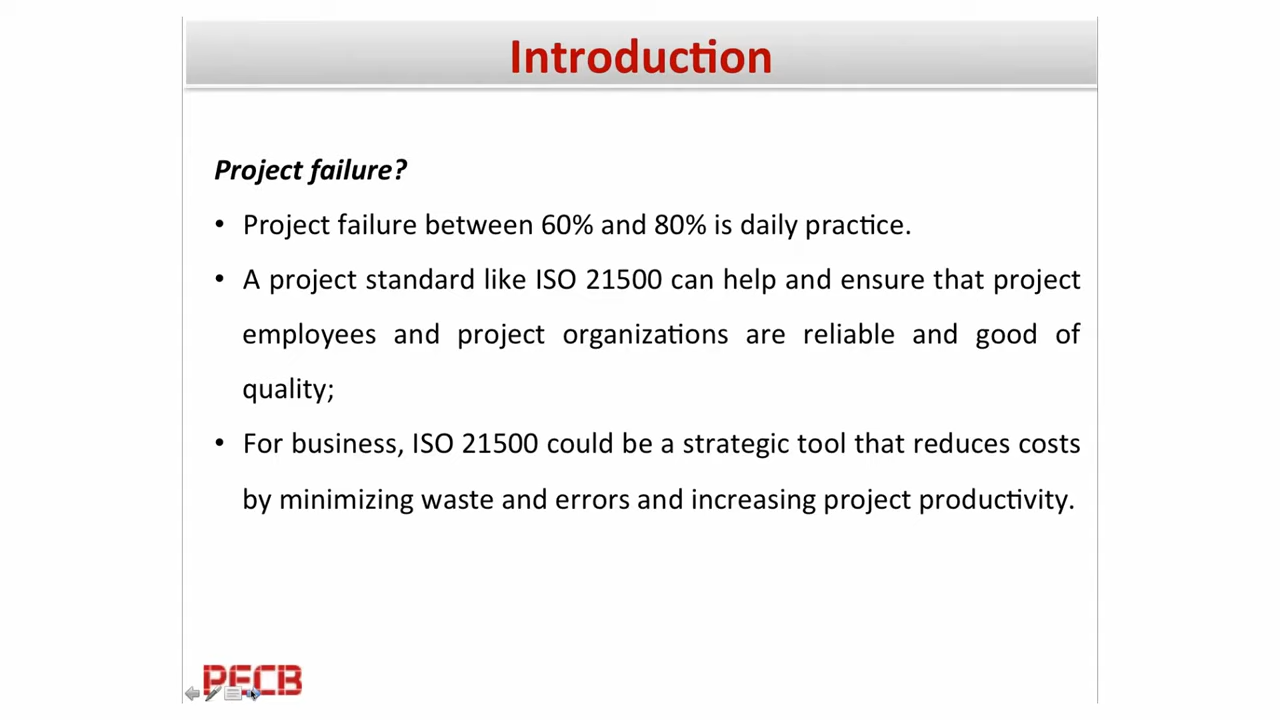 Introduction
Project failure?
• Project failure between 60% and 80% is daily practice.
• A project standard like ISO 21500 can help and ensure that project
employees and project organizations are reliable and good of
quality;
• For business, ISO 21500 could be a strategic tool that reduces costs
by minimizing waste and errors and increasing project productivity.
PECB